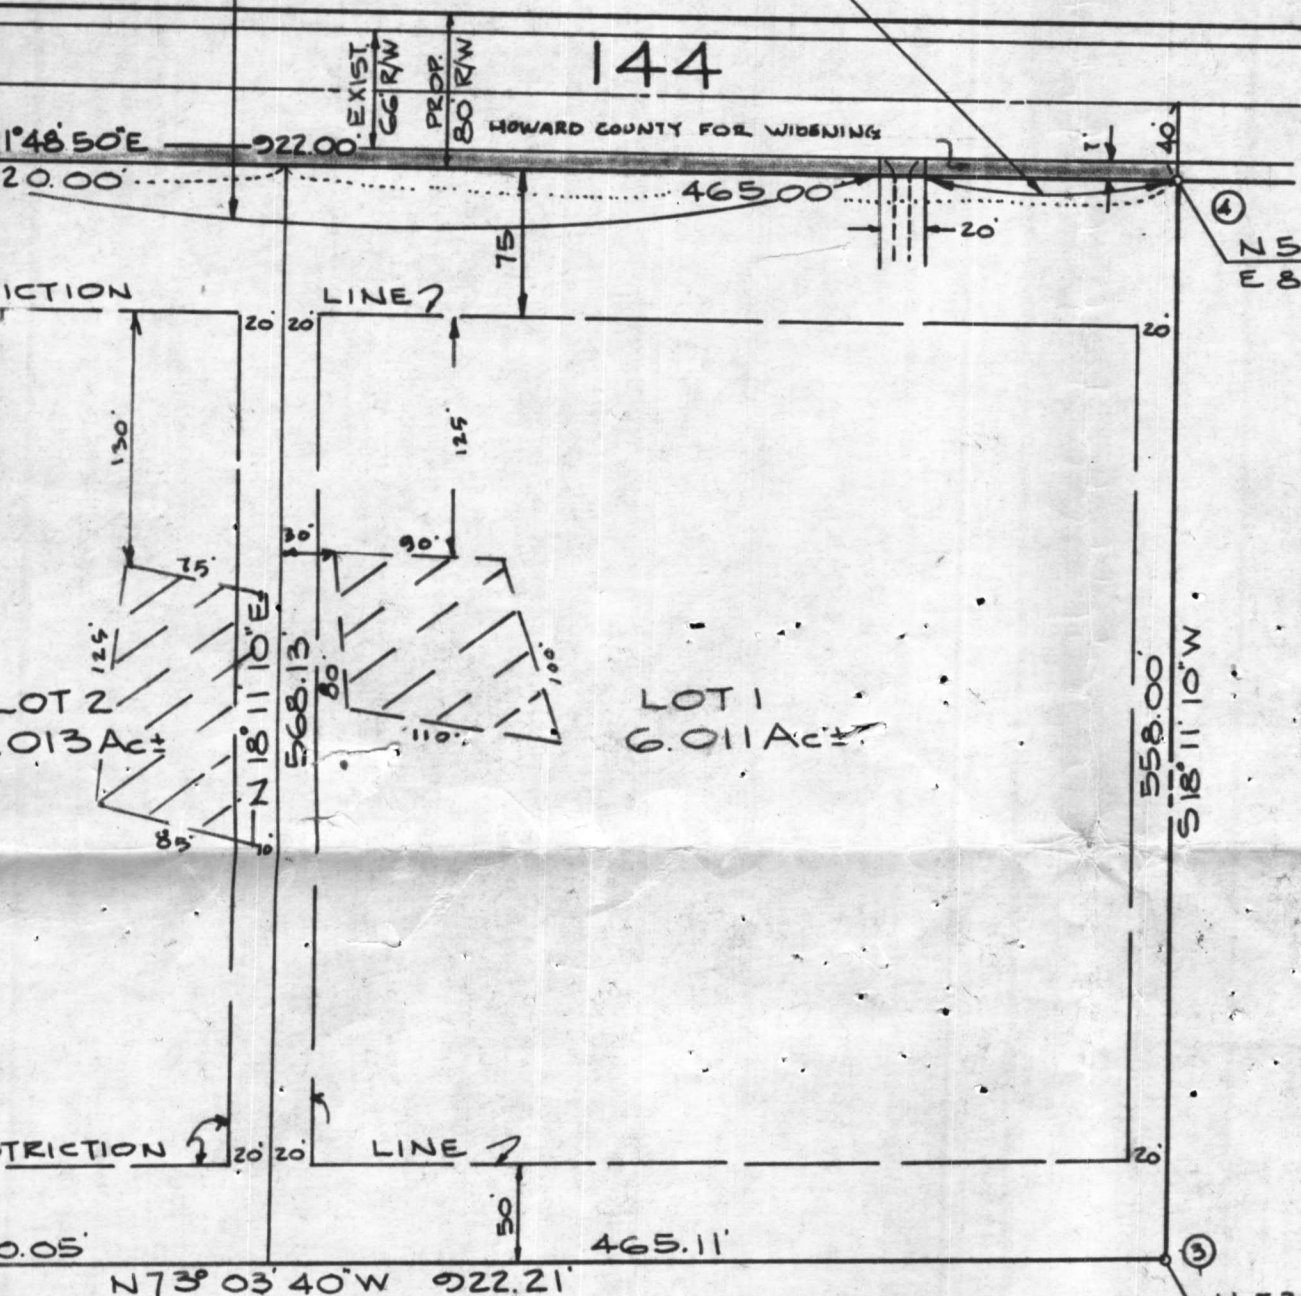 EXIST.
66' R/W
PROP.
80' R/W
144
HOWARD COUNTY FOR WIDENING
1°48'50"E
922.00'
7'
40'
20.00'
465.00'
4
20'
N 5
E 8
75'
ICTION
LINE
20' 20'
20'
130'
125'
75'
30'
90'
125'
80'
100'
N 18° 11' 10" E
568.13'
LOT 2
.013 Ac±
LOT 1
6.011 Ac±
110'
558.00'
S 18° 11' 10" W
85'
10'
TRICTION
20' 20'
LINE
20'
50'
0.05'
465.11'
3
N 73° 03' 40" W 922.21'